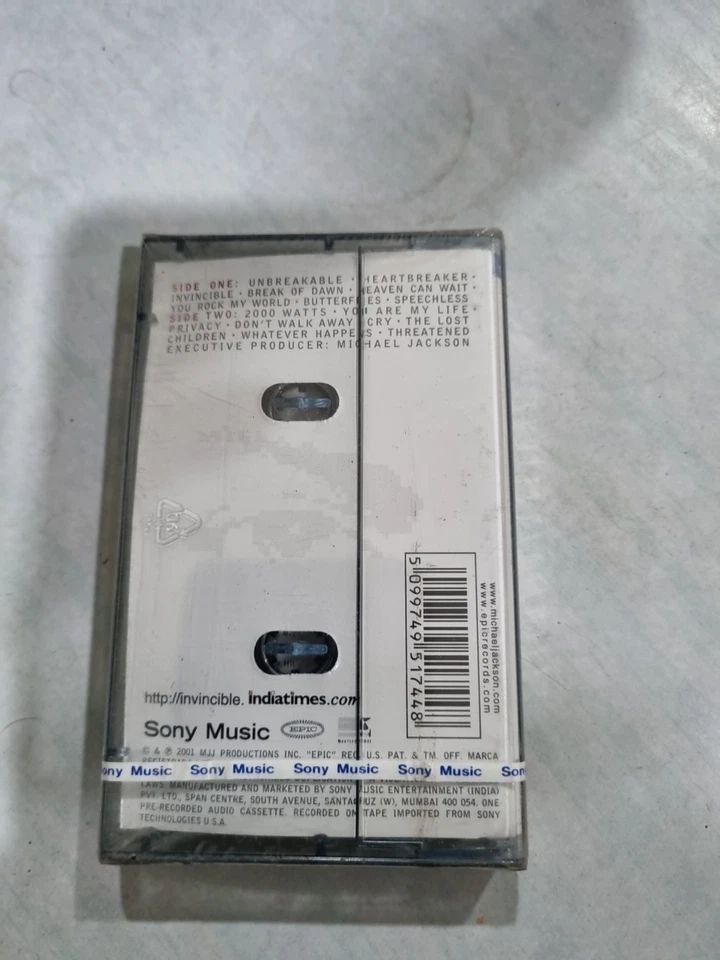 SIDE ONE: UNBREAKABLE · HEARTBREAKER ·
INVINCIBLE · BREAK OF DAWN · HEAVEN CAN WAIT ·
YOU ROCK MY WORLD · BUTTERFLIES · SPEECHLESS
SIDE TWO: 2000 WATTS · YOU ARE MY LIFE ·
PRIVACY · DON'T WALK AWAY · CRY · THE LOST
CHILDREN · WHATEVER HAPPENS · THREATENED
EXECUTIVE PRODUCER: MICHAEL JACKSON
www.michaeljackson.com
www.epicrecords.com
5 099749 517448
http://invincible.indiatimes.com
Sony Music EPIC
© & ℗ 2001 MJJ PRODUCTIONS INC. "EPIC" REG. U.S. PAT. & TM. OFF. MARCA
ony Music Sony Music Sony Music Sony Music Son
LAWS. MANUFACTURED AND MARKETED BY SONY MUSIC ENTERTAINMENT (INDIA)
PVT. LTD., SPAN CENTRE, SOUTH AVENUE, SANTACRUZ (W), MUMBAI 400 054. ONE
PRE-RECORDED AUDIO CASSETTE. RECORDED ON TAPE IMPORTED FROM SONY
TECHNOLOGIES U.S.A.